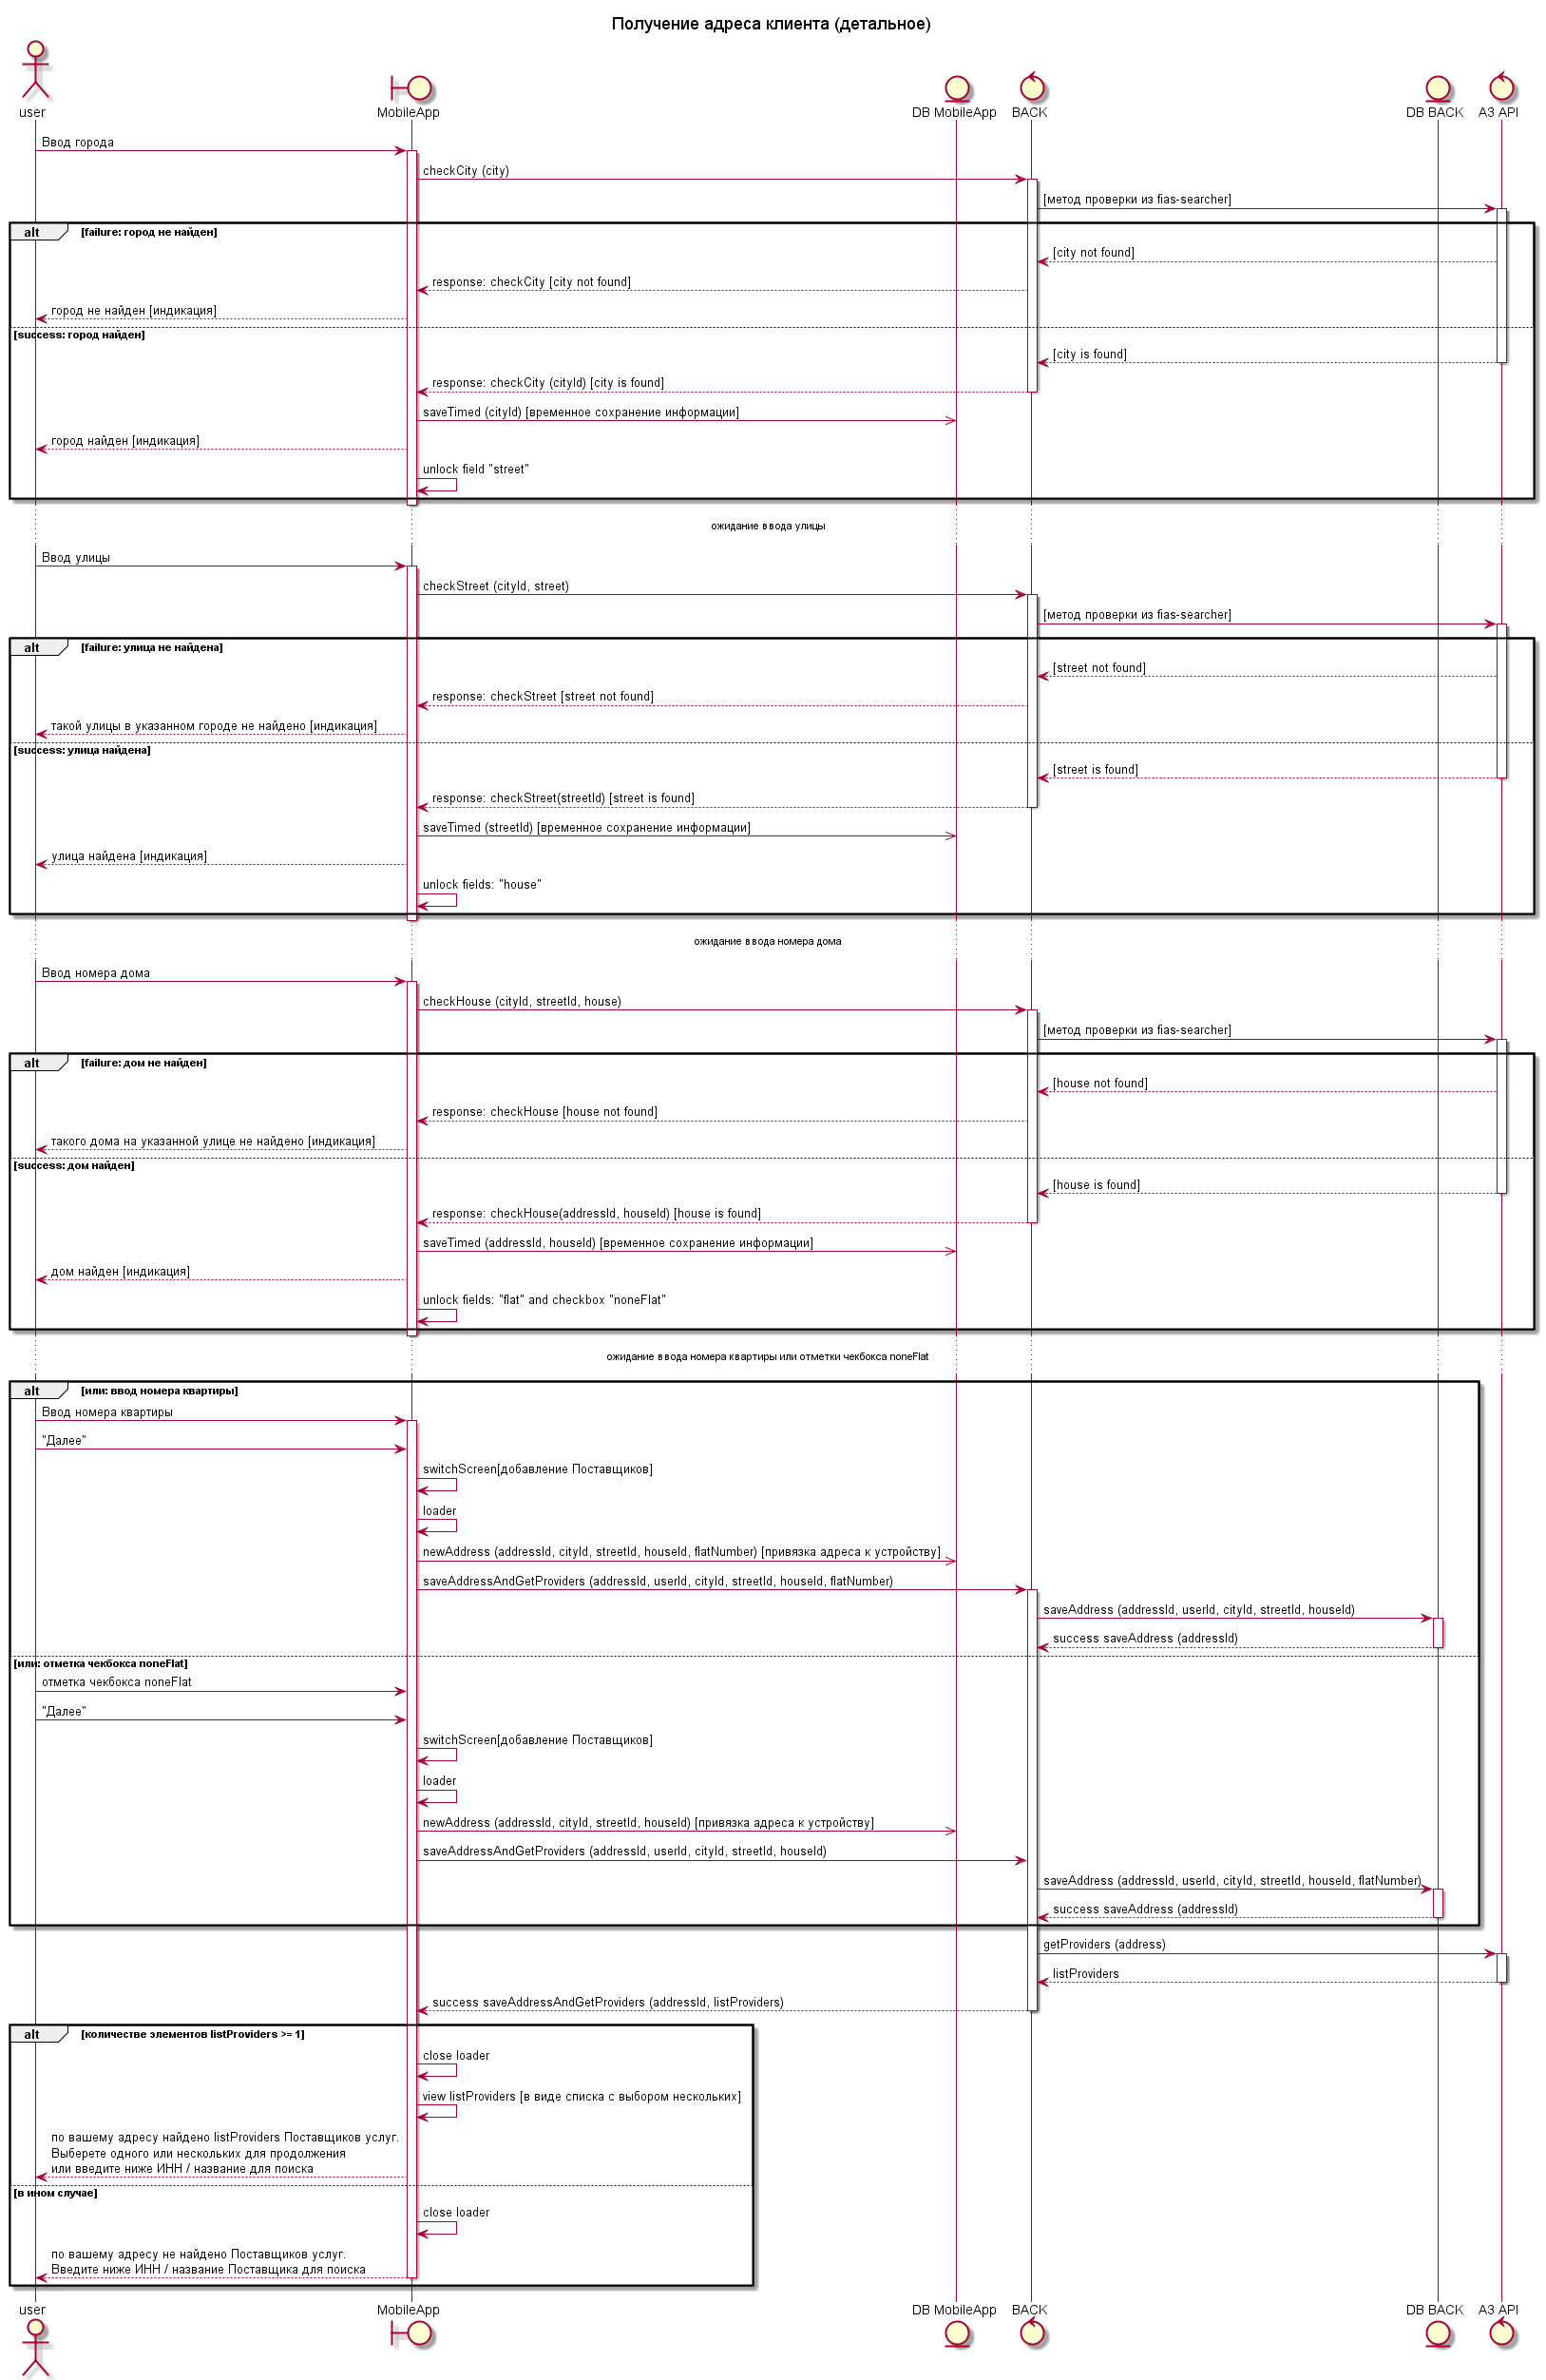 Получение адреса клиента (детальное)
user
MobileApp
DB MobileApp
BACK
DB BACK
A3 API
Ввод города
checkCity (city)
[метод проверки из fias-searcher]
alt
[failure: город не найден]
[city not found]
response: checkCity [city not found]
город не найден [индикация]
[success: город найден]
[city is found]
response: checkCity (cityId) [city is found]
saveTimed (cityId) [временное сохранение информации]
город найден [индикация]
unlock field "street"
ожидание ввода улицы
Ввод улицы
checkStreet (cityId, street)
[метод проверки из fias-searcher]
alt
[failure: улица не найдена]
[street not found]
response: checkStreet [street not found]
такой улицы в указанном городе не найдено [индикация]
[success: улица найдена]
[street is found]
response: checkStreet(streetId) [street is found]
saveTimed (streetId) [временное сохранение информации]
улица найдена [индикация]
unlock fields: "house"
ожидание ввода номера дома
Ввод номера дома
checkHouse (cityId, streetId, house)
[метод проверки из fias-searcher]
alt
[failure: дом не найден]
[house not found]
response: checkHouse [house not found]
такого дома на указанной улице не найдено [индикация]
[success: дом найден]
[house is found]
response: checkHouse(addressId, houseId) [house is found]
saveTimed (addressId, houseId) [временное сохранение информации]
дом найден [индикация]
unlock fields: "flat" and checkbox "noneFlat"
ожидание ввода номера квартиры или отметки чекбокса noneFlat
alt
[или: ввод номера квартиры]
Ввод номера квартиры
"Далее"
switchScreen[добавление Поставщиков]
loader
newAddress (addressId, cityId, streetId, houseId, flatNumber) [привязка адреса к устройству]
saveAddressAndGetProviders (addressId, userId, cityId, streetId, houseId, flatNumber)
saveAddress (addressId, userId, cityId, streetId, houseId)
success saveAddress (addressId)
[или: отметка чекбокса noneFlat]
отметка чекбокса noneFlat
"Далее"
switchScreen[добавление Поставщиков]
loader
newAddress (addressId, cityId, streetId, houseId) [привязка адреса к устройству]
saveAddressAndGetProviders (addressId, userId, cityId, streetId, houseId)
saveAddress (addressId, userId, cityId, streetId, houseId, flatNumber)
success saveAddress (addressId)
getProviders (address)
listProviders
success saveAddressAndGetProviders (addressId, listProviders)
alt
[количестве элементов listProviders >= 1]
close loader
view listProviders [в виде списка с выбором нескольких]
по вашему адресу найдено listProviders Поставщиков услуг.
Выберете одного или нескольких для продолжения
или введите ниже ИНН / название для поиска
[в ином случае]
close loader
по вашему адресу не найдено Поставщиков услуг.
Введите ниже ИНН / название Поставщика для поиска
user
MobileApp
DB MobileApp
BACK
DB BACK
A3 API